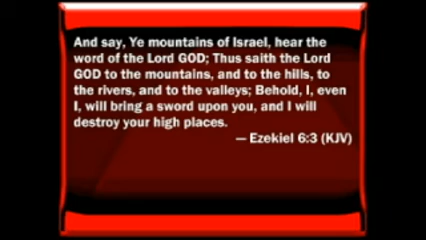 And say, Ye mountains of Israel, hear the
word of the Lord GOD; Thus saith the Lord
GOD to the mountains, and to the hills, to
the rivers, and to the valleys; Behold, I, even
I, will bring a sword upon you, and I will
destroy your high places.
— Ezekiel 6:3 (KJV)